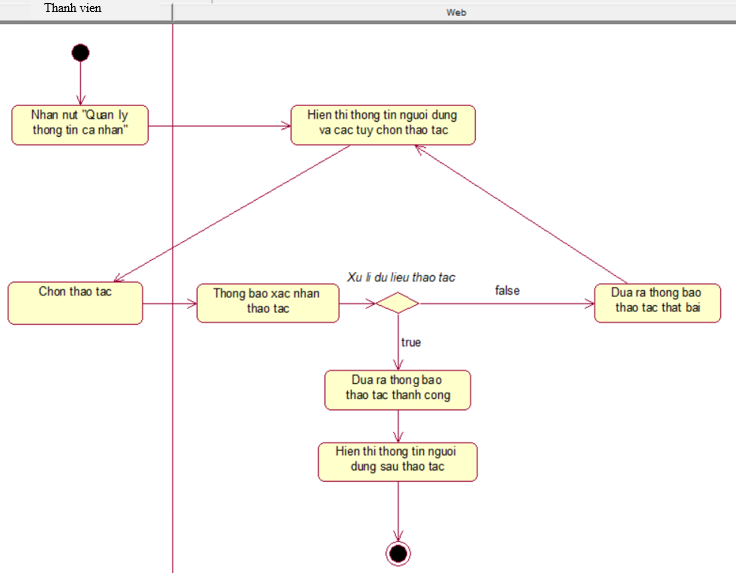 Thanh vien
Web
Nhan nut "Quan ly
thong tin ca nhan"
Hien thi thong tin nguoi dung
va cac tuy chon thao tac
Chon thao tac
Thong bao xac nhan
thao tac
Xu li du lieu thao tac
false
Dua ra thong bao
thao tac that bai
true
Dua ra thong bao
thao tac thanh cong
Hien thi thong tin nguoi
dung sau thao tac